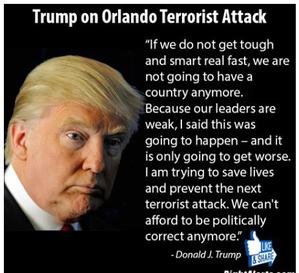 Trump on Orlando Terrorist Attack
“If we do not get tough
and smart real fast, we are
not going to have a
country anymore.
Because our leaders are
weak, I said this was
going to happen – and it
is only going to get worse.
I am trying to save lives
and prevent the next
terrorist attack. We can't
afford to be politically
correct anymore.”
- Donald J. Trump
LIKE
& SHARE